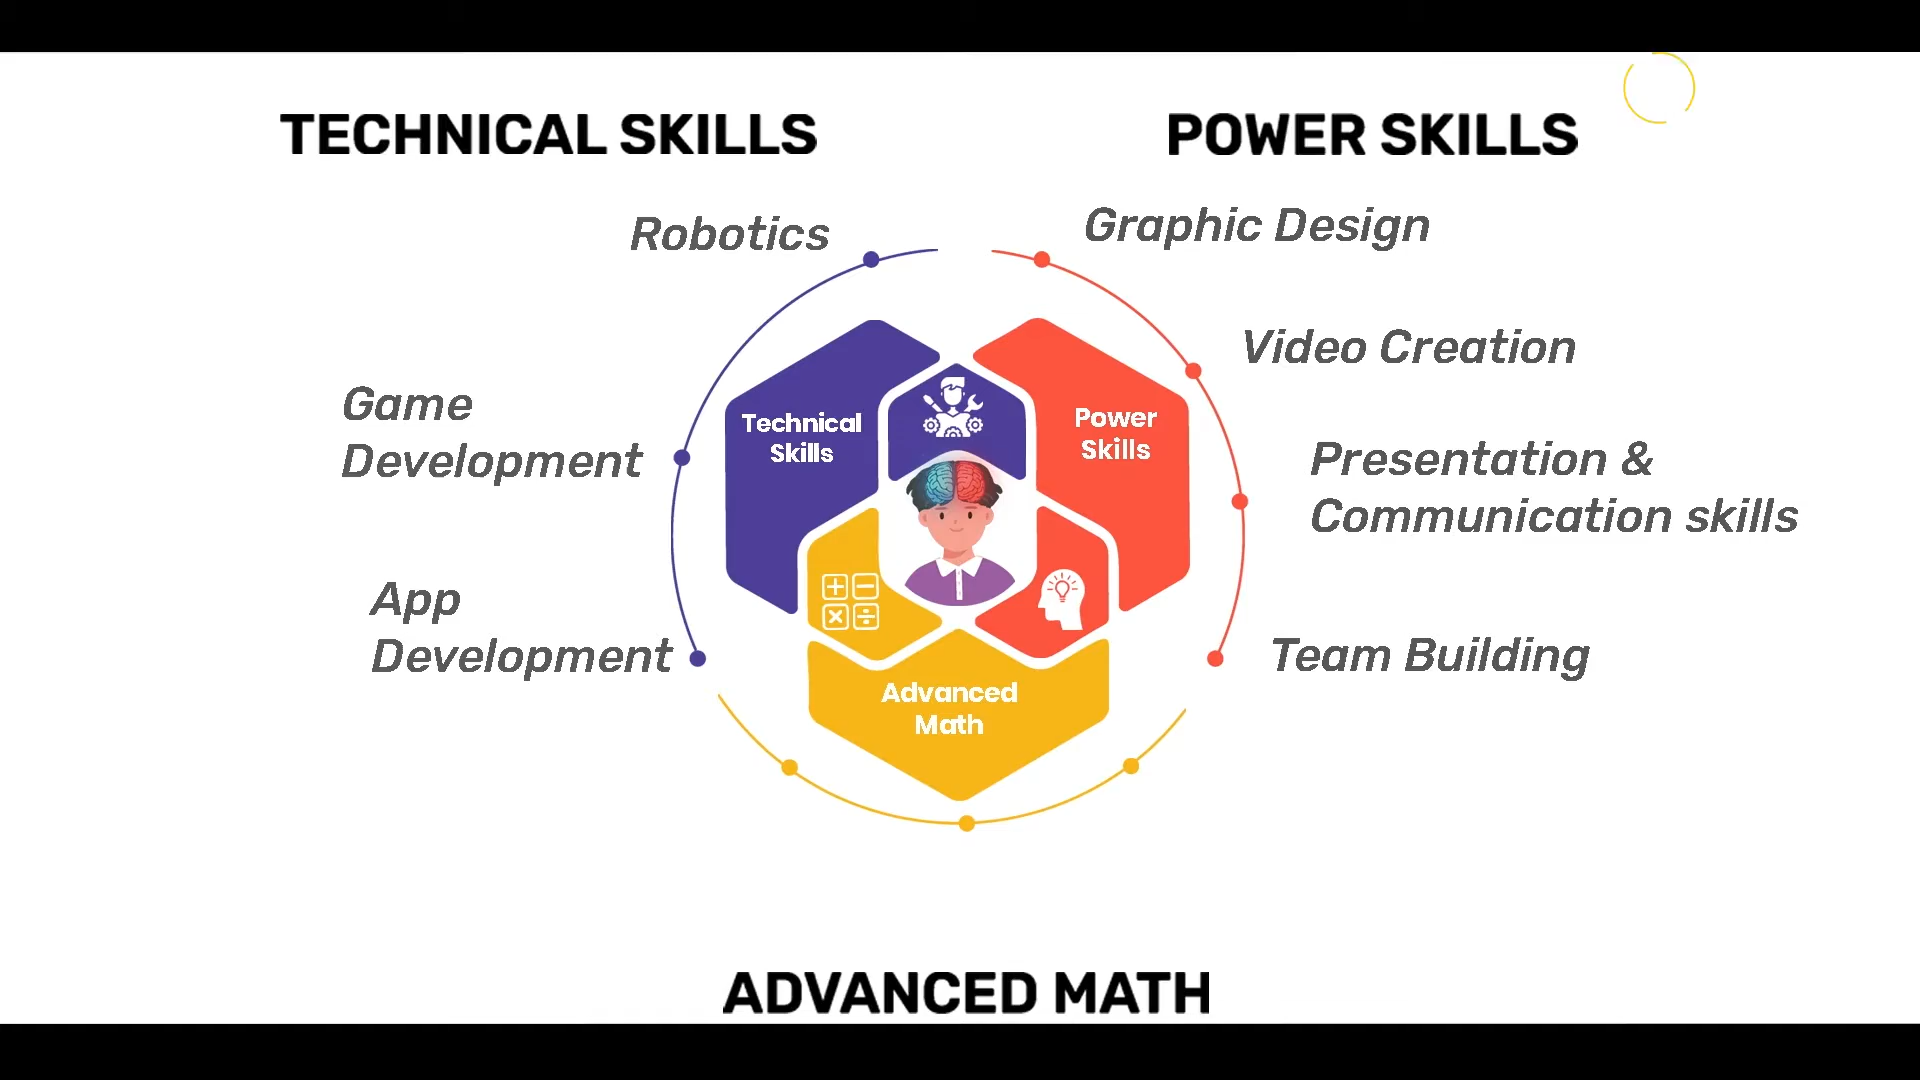 TECHNICAL SKILLS
POWER SKILLS
Robotics
Graphic Design
Game
Development
Video Creation
App
Development
Presentation &
Communication skills
Team Building
Technical
Skills
Power
Skills
Advanced
Math
ADVANCED MATH